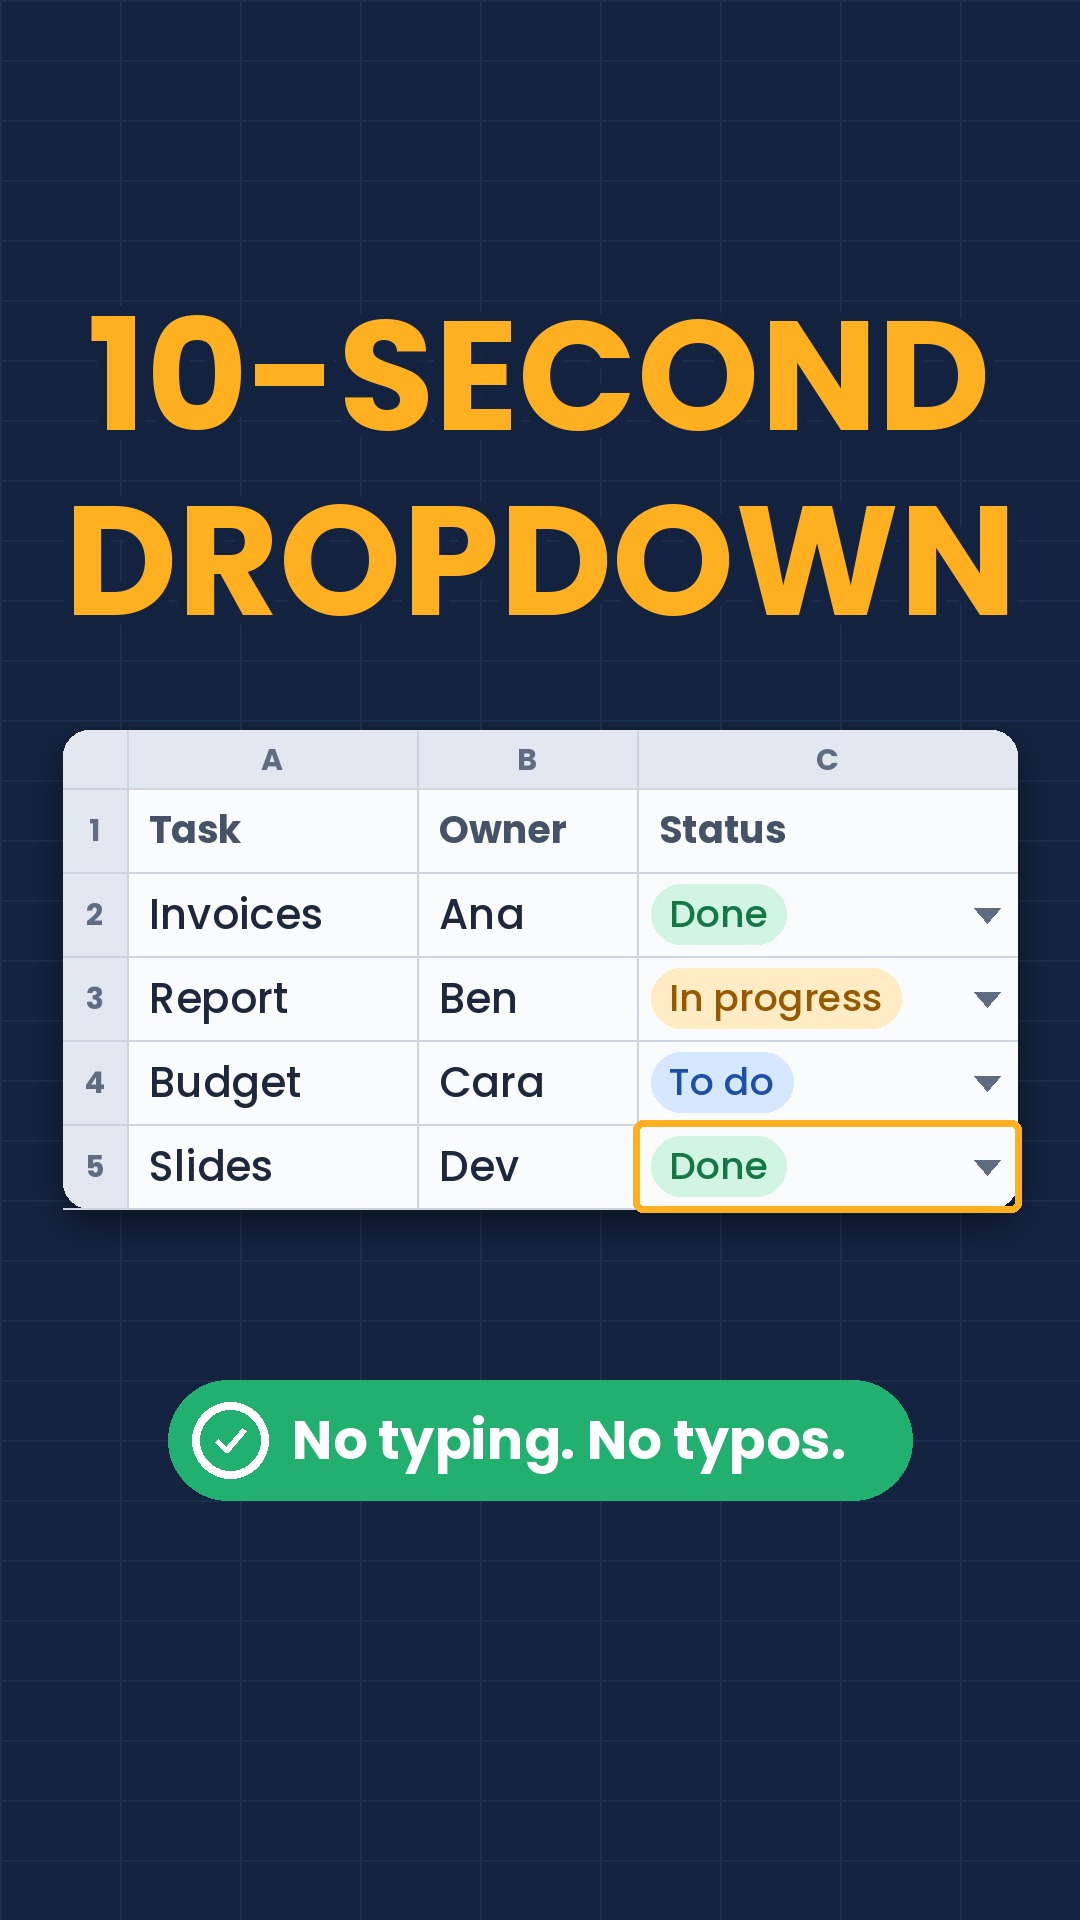 10-SECOND
DROPDOWN
A B C
1 Task Owner Status
2 Invoices Ana Done
3 Report Ben In progress
4 Budget Cara To do
5 Slides Dev Done
No typing. No typos.